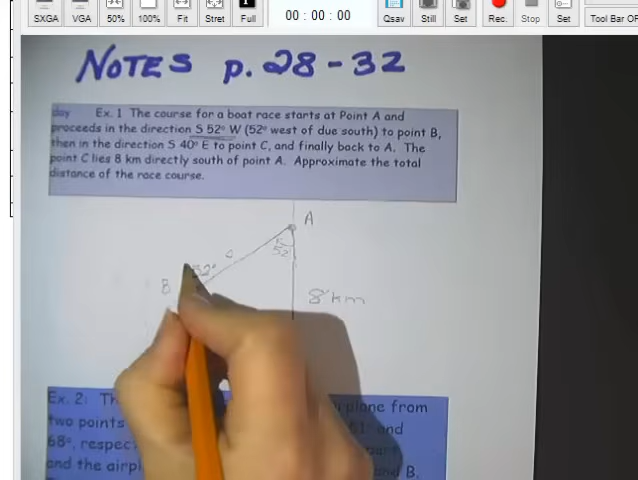 SXGA VGA 50% 100% Fit Stret Full 00 : 00 : 00 Qsav Still Set Rec. Stop Set Tool Bar OF
NOTES p. 28 - 32
day Ex. 1 The course for a boat race starts at Point A and
proceeds in the direction S 52° W (52° west of due south) to point B,
then in the direction S 40° E to point C, and finally back to A. The
point C lies 8 km directly south of point A. Approximate the total
distance of the race course.
A
52
c
52°
B
8 km
Ex. 2: Th plane from
two points and
68°, respec
and the airpl and B.